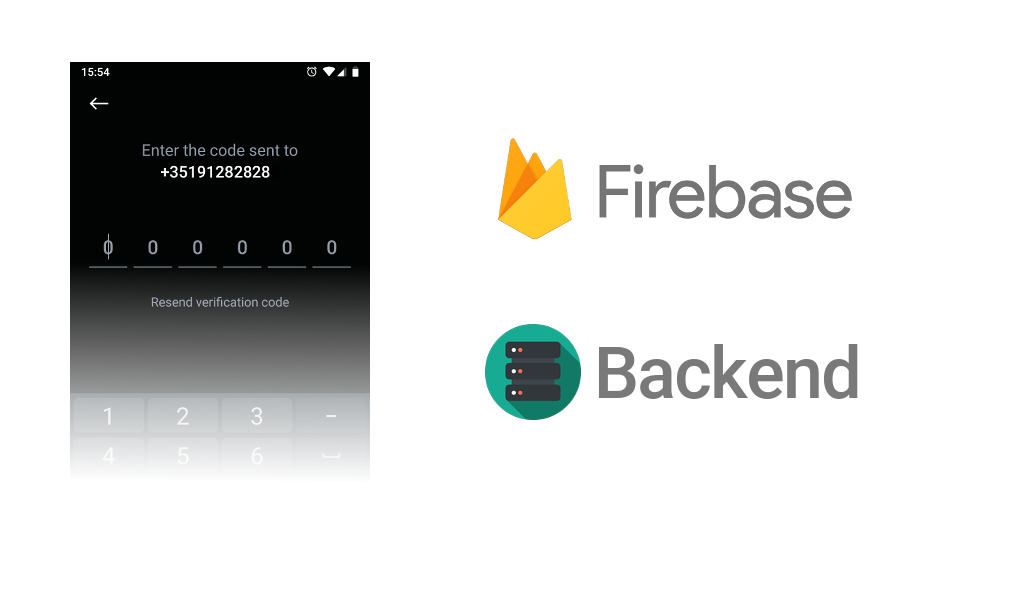 15:54
Enter the code sent to
+35191282828
0 0 0 0 0 0
Resend verification code
1 2 3 –
4 5 6
Firebase
Backend